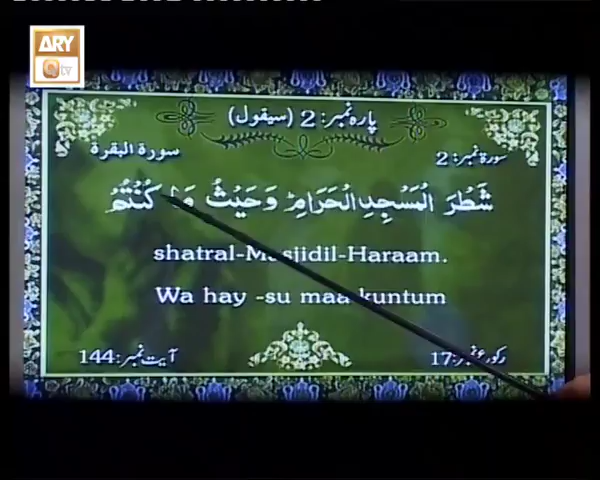 ARY
Qtv
پارہ نمبر: 2 (سیقول)
سورۃ البقرۃ
سورۃ نمبر: 2
شَطْرَ الْمَسْجِدِ الْحَرَامِ ؕ وَحَيْثُ مَا كُنْتُمْ
shatral-Masjidil-Haraam.
Wa hay -su maa kuntum
آیت نمبر: 144
رکوع نمبر: 17